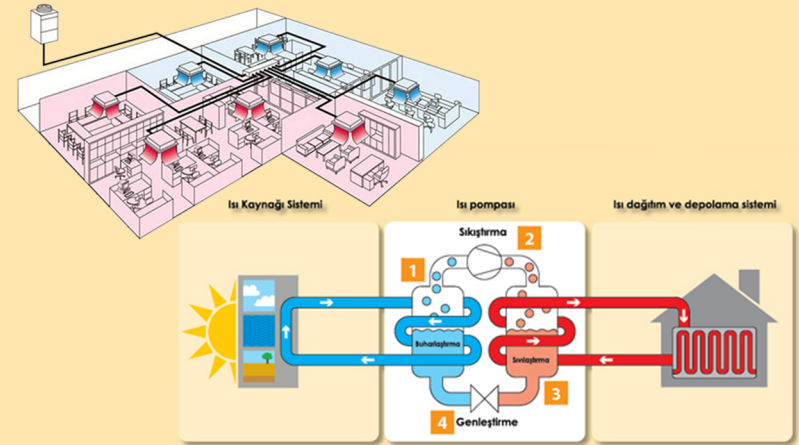 Isı Kaynağı Sistemi
Isı pompası
Isı dağıtım ve depolama sistemi
Sıkıştırma
2
1
Buharlaştırma
Sıvılaştırma
3
4
Genleştirme